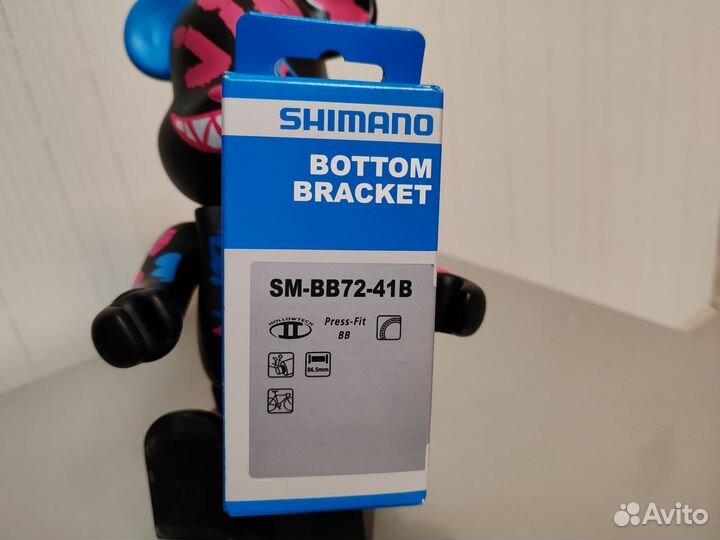 SHIMANO
BOTTOM
BRACKET
SM-BB72-41B
HOLLOWTECH
II
Press-Fit
BB
86.5mm
Avito